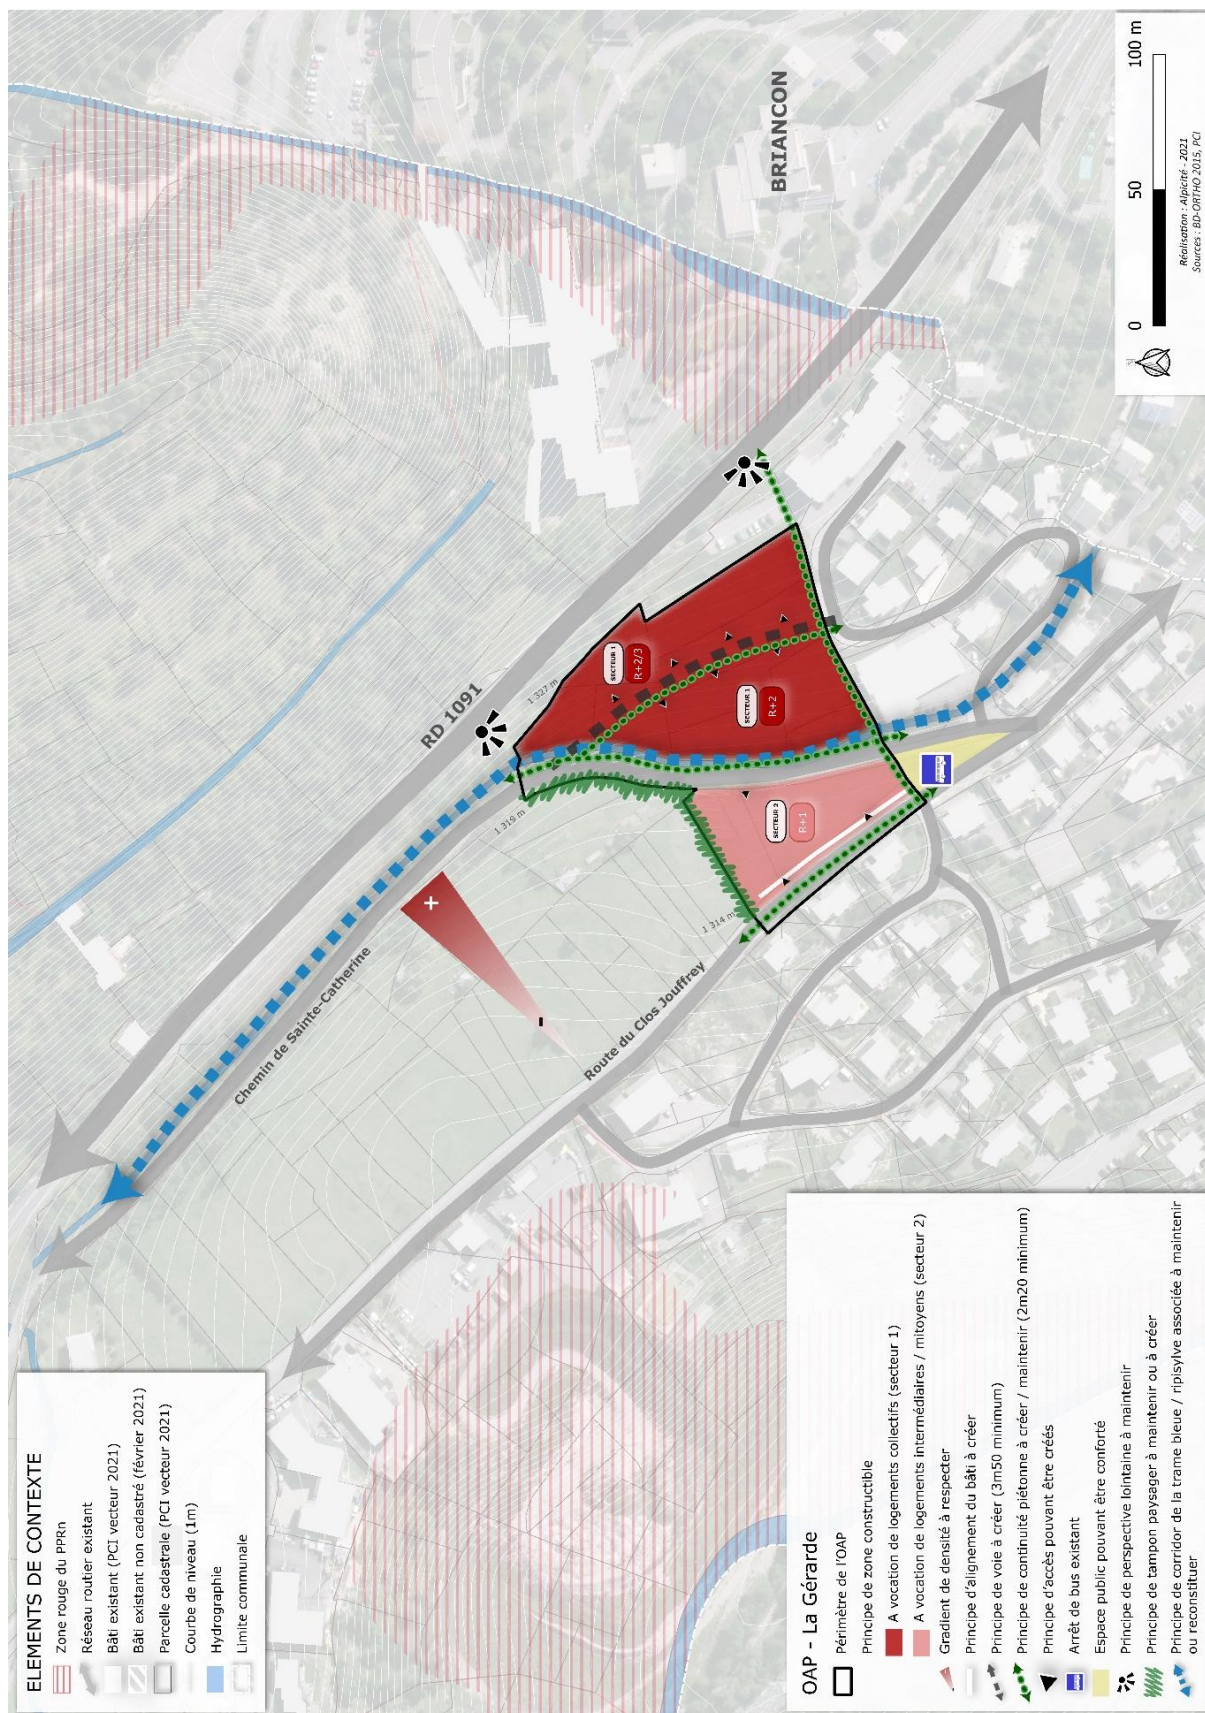 ELEMENTS DE CONTEXTE
Zone rouge du PPRn
Réseau routier existant
Bâti existant (PCI vecteur 2021)
Bâti existant non cadastré (février 2021)
Parcelle cadastrale (PCI vecteur 2021)
Courbe de niveau (1m)
Hydrographie
Limite communale
RD 1091
BRIANCON
Chemin de Sainte-Catherine
Route du Clos Jouffrey
1 327 m
1 319 m
1 314 m
SECTEUR 1
R+2/3
SECTEUR 1
R+2
SECTEUR 2
R+1
+
-
OAP - La Gérarde
Périmètre de l'OAP
Principe de zone constructible
A vocation de logements collectifs (secteur 1)
A vocation de logements intermédiaires / mitoyens (secteur 2)
Gradient de densité à respecter
Principe d'alignement du bâti à créer
Principe de voie à créer (3m50 minimum)
Principe de continuité piétonne à créer / maintenir (2m20 minimum)
Principe d'accès pouvant être créés
Arrêt de bus existant
Espace public pouvant être conforté
Principe de perspective lointaine à maintenir
Principe de tampon paysager à maintenir ou à créer
Principe de corridor de la trame bleue / ripisylve associée à maintenir
ou reconstituer
0 50 100 m
Réalisation : Alpicité - 2021
Sources : BD-ORTHO 2015, PCI